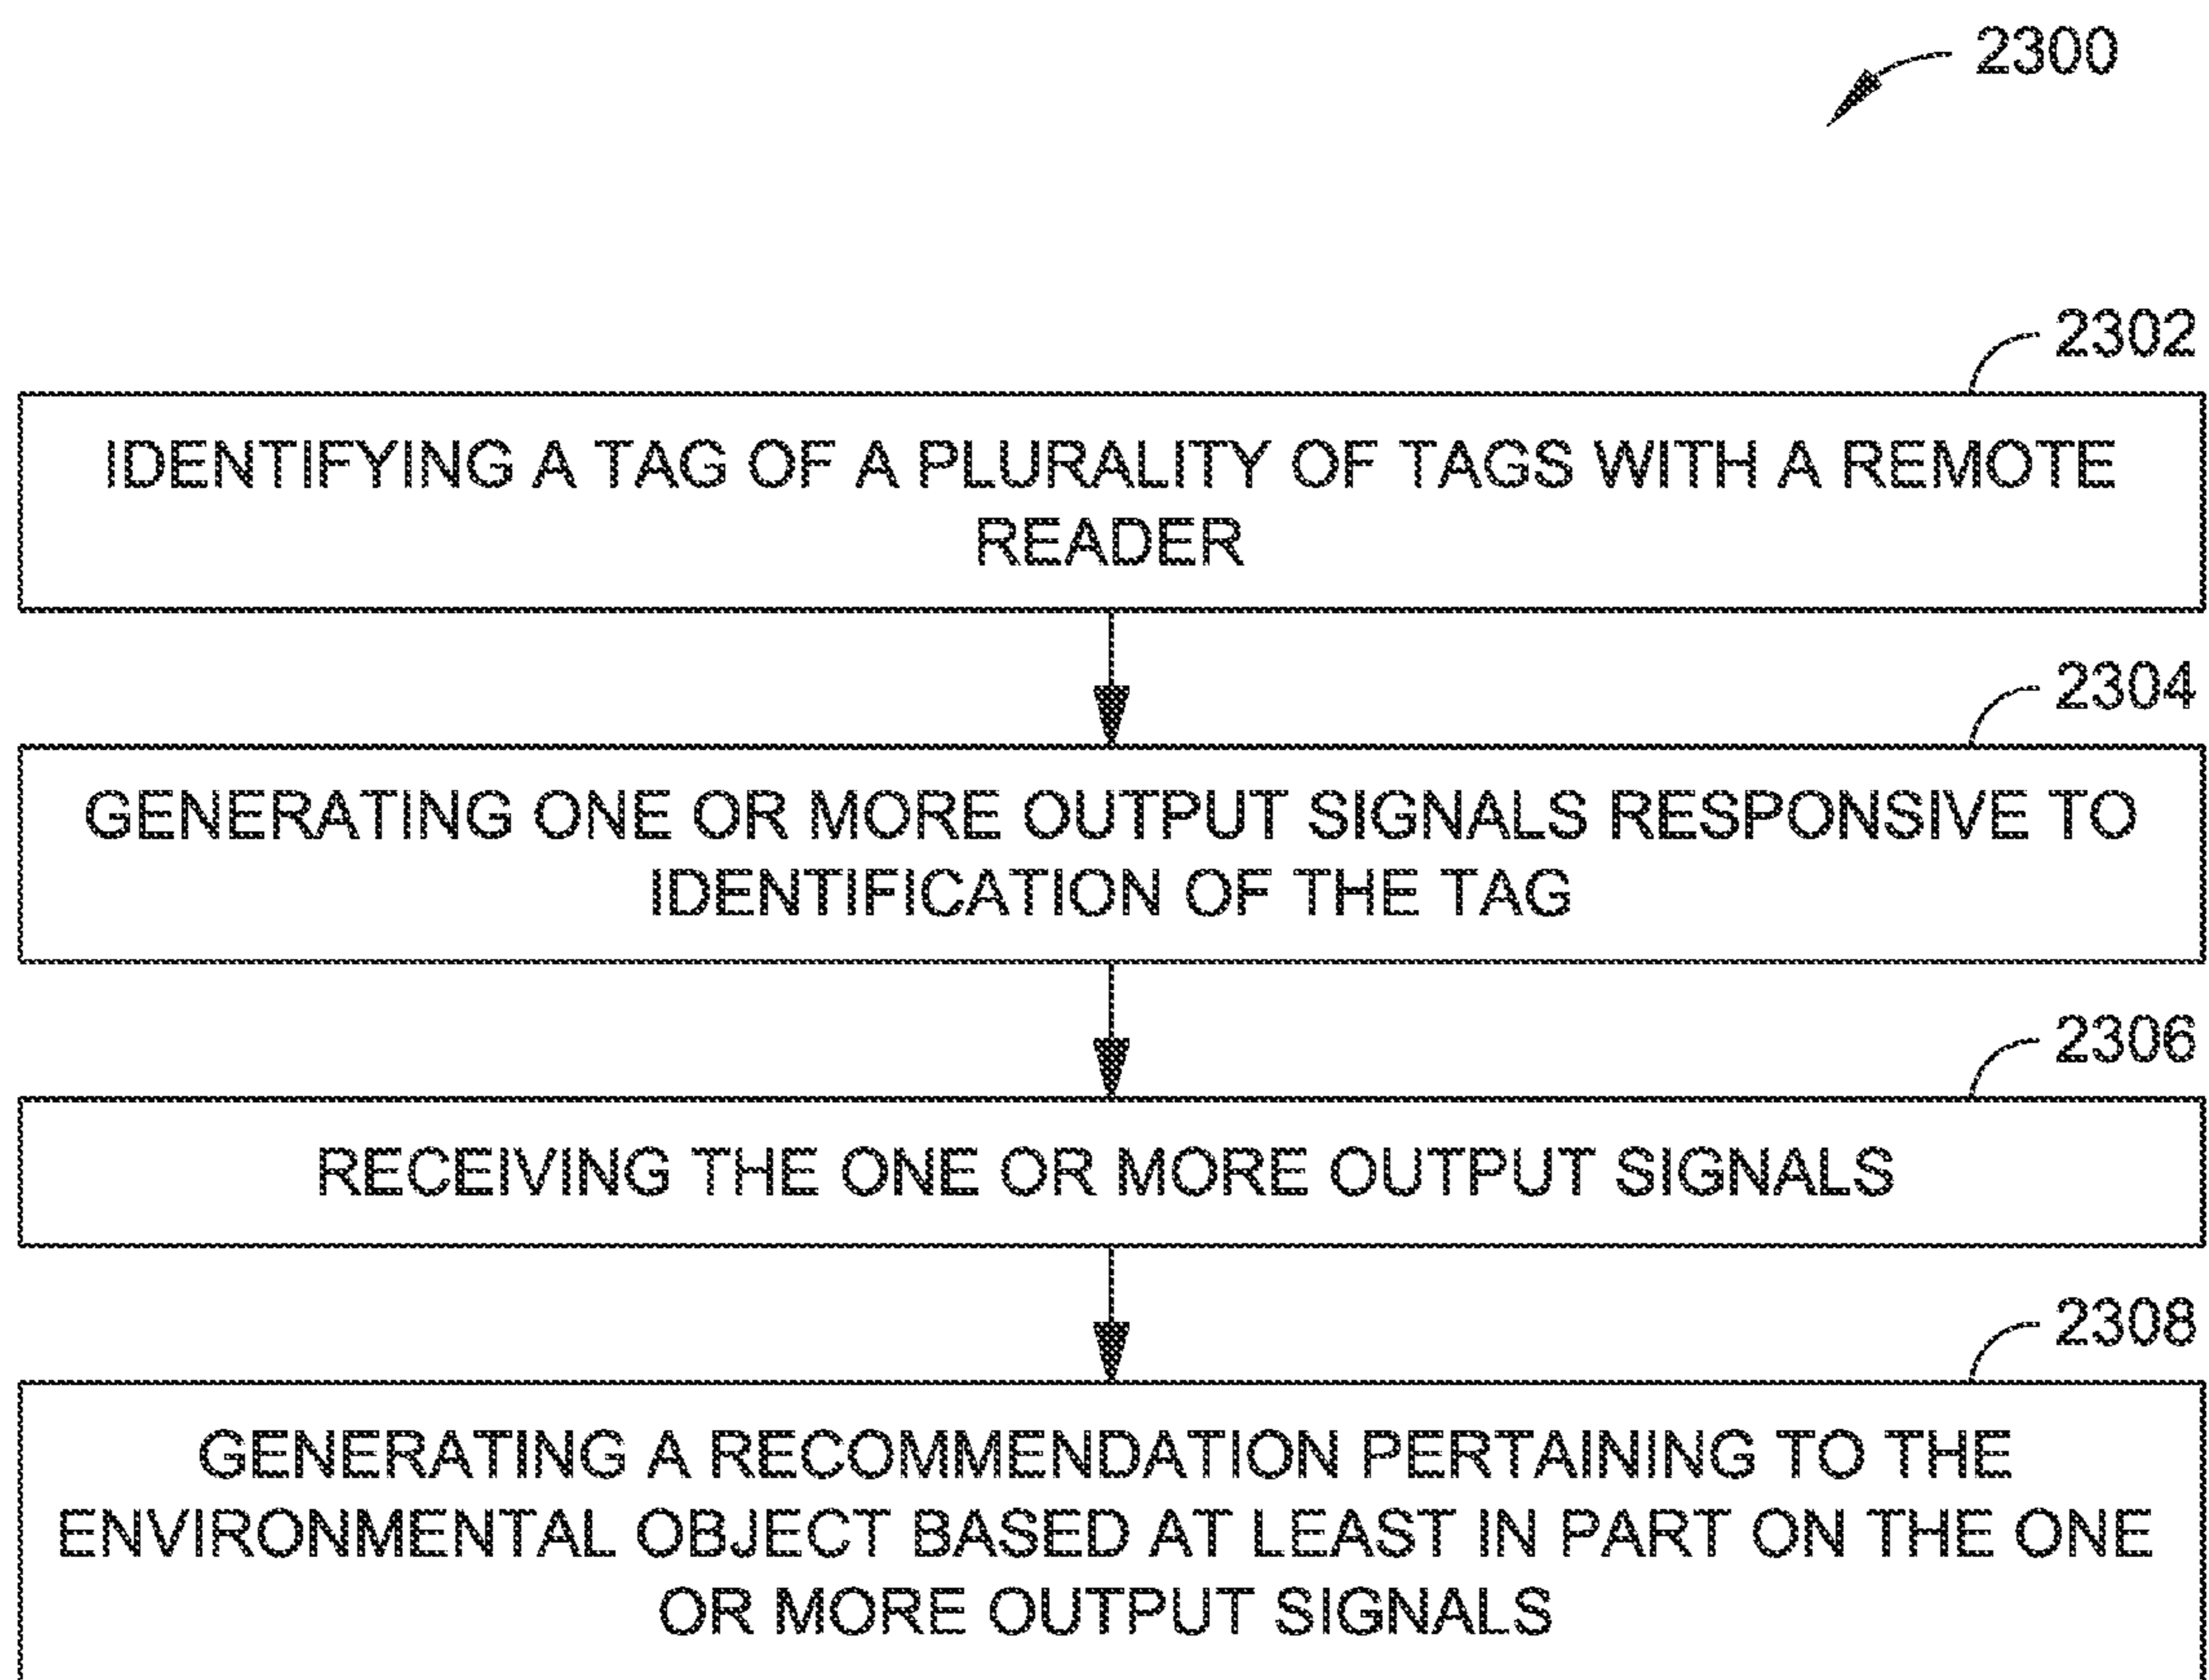 2300
2302
IDENTIFYING A TAG OF A PLURALITY OF TAGS WITH A REMOTE
READER
2304
GENERATING ONE OR MORE OUTPUT SIGNALS RESPONSIVE TO
IDENTIFICATION OF THE TAG
2306
RECEIVING THE ONE OR MORE OUTPUT SIGNALS
2308
GENERATING A RECOMMENDATION PERTAINING TO THE
ENVIRONMENTAL OBJECT BASED AT LEAST IN PART ON THE ONE
OR MORE OUTPUT SIGNALS